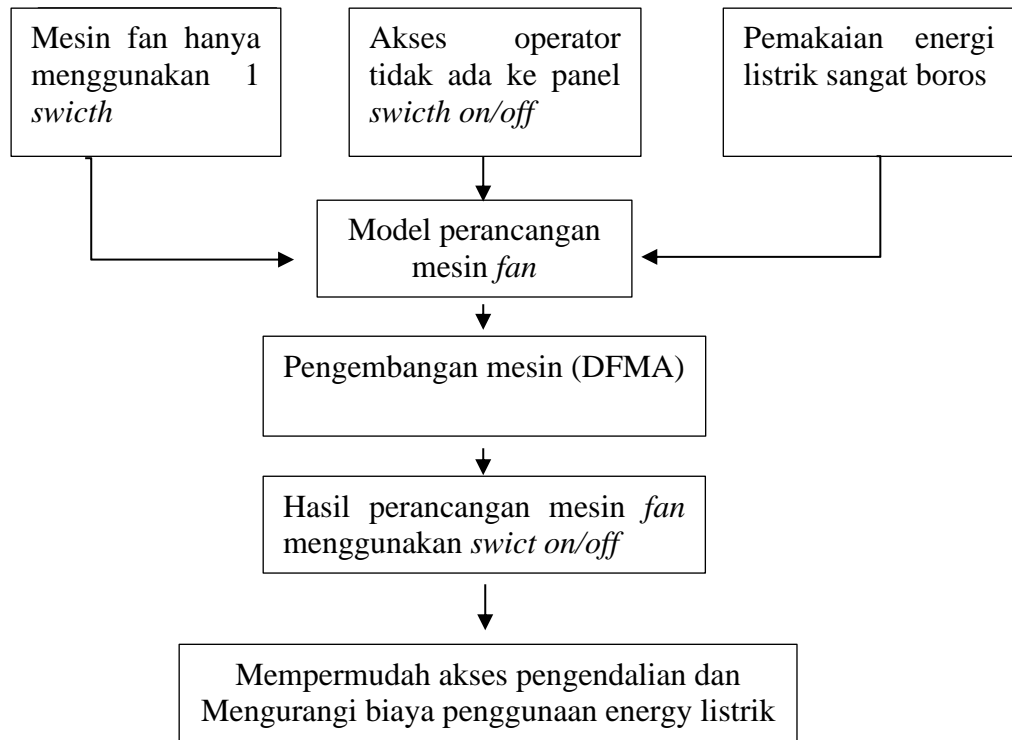 Mesin fan hanya
menggunakan 1
swicth
Akses operator
tidak ada ke panel
swicth on/off
Pemakaian energi
listrik sangat boros
Model perancangan
mesin fan
Pengembangan mesin (DFMA)
Hasil perancangan mesin fan
menggunakan swict on/off
Mempermudah akses pengendalian dan
Mengurangi biaya penggunaan energy listrik